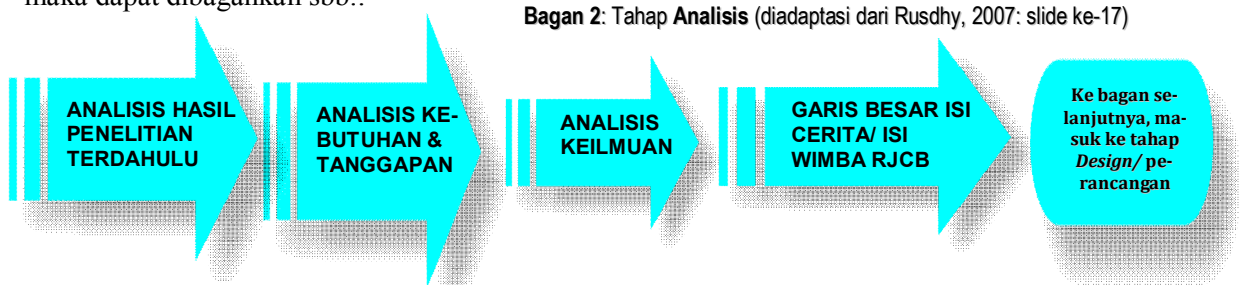 maka dapat dibagankan sbb.:
Bagan 2: Tahap Analisis (diadaptasi dari Rusdhy, 2007: slide ke-17)
ANALISIS HASIL
PENELITIAN
TERDAHULU
ANALISIS KE-
BUTUHAN &
TANGGAPAN
ANALISIS
KEILMUAN
GARIS BESAR ISI
CERITA/ ISI
WIMBA RJCB
Ke bagan se-
lanjutnya, ma-
suk ke tahap
Design/ pe-
rancangan